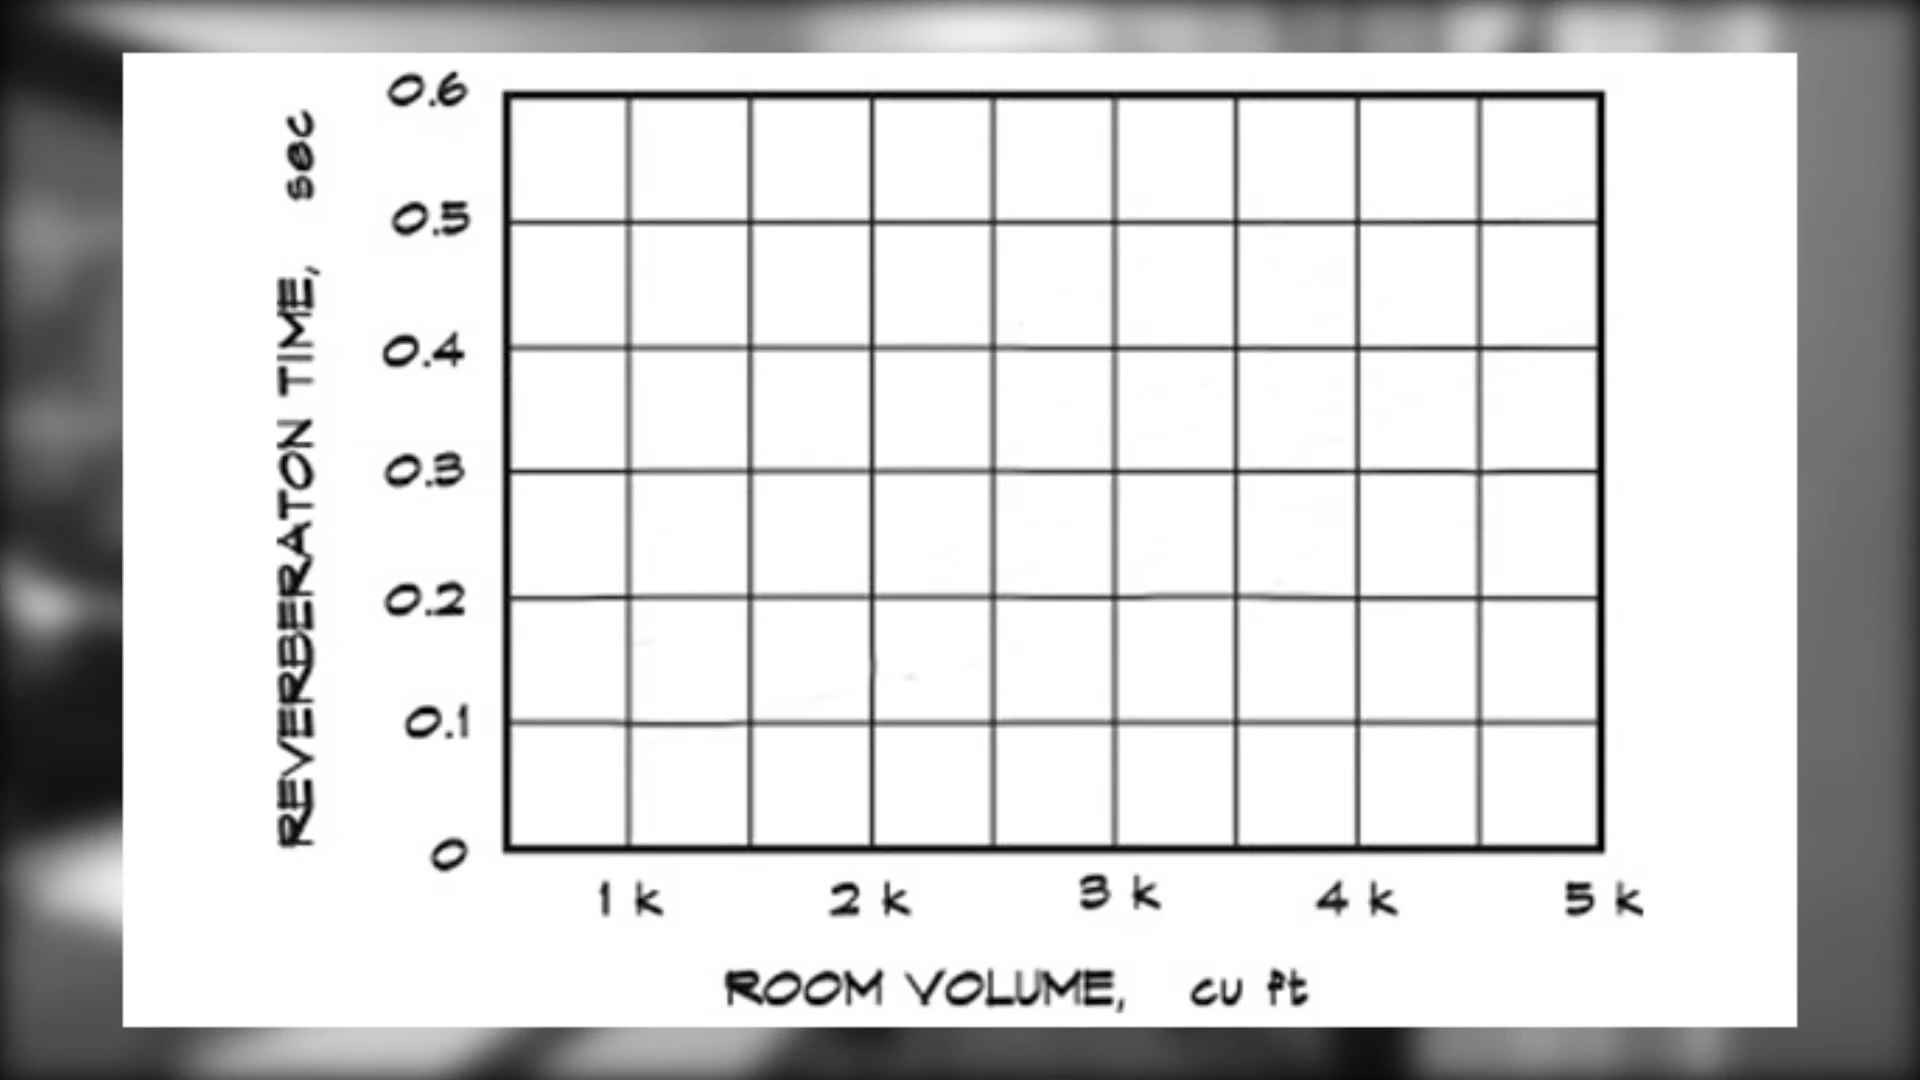 REVERBERATON TIME, sec
0.6
0.5
0.4
0.3
0.2
0.1
0
1 k 2 k 3 k 4 k 5 k
ROOM VOLUME, cu ft